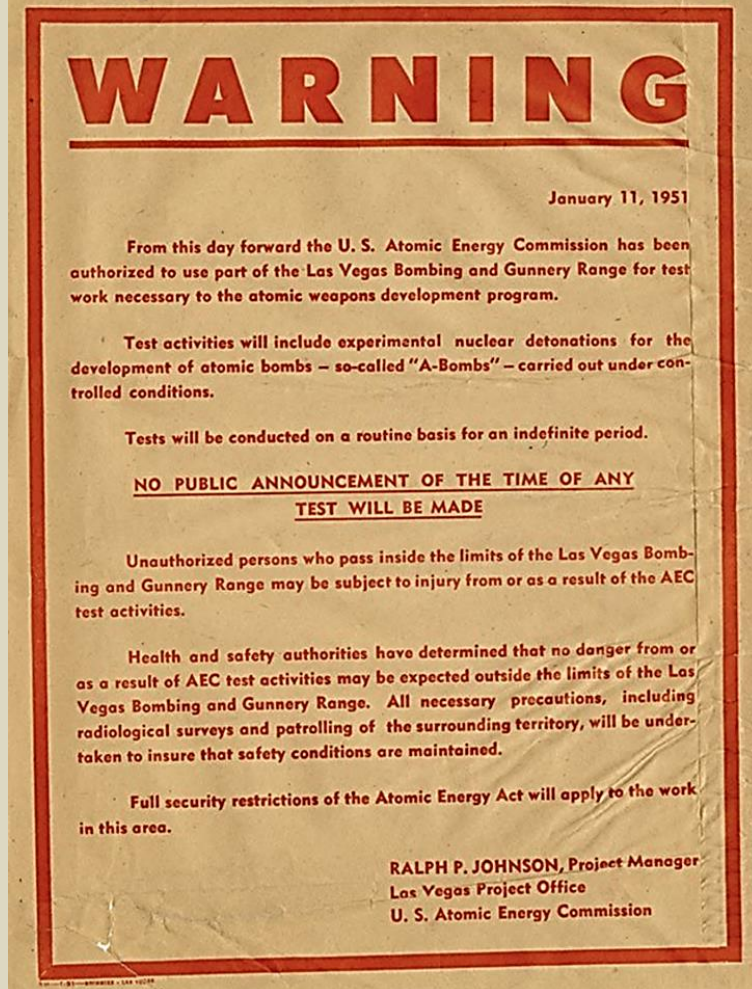 WARNING
January 11, 1951
From this day forward the U. S. Atomic Energy Commission has been
authorized to use part of the Las Vegas Bombing and Gunnery Range for test
work necessary to the atomic weapons development program.
Test activities will include experimental nuclear detonations for the
development of atomic bombs – so-called "A-Bombs" – carried out under con-
trolled conditions.
Tests will be conducted on a routine basis for an indefinite period.
NO PUBLIC ANNOUNCEMENT OF THE TIME OF ANY
TEST WILL BE MADE
Unauthorized persons who pass inside the limits of the Las Vegas Bomb-
ing and Gunnery Range may be subject to injury from or as a result of the AEC
test activities.
Health and safety authorities have determined that no danger from or
as a result of AEC test activities may be expected outside the limits of the Las
Vegas Bombing and Gunnery Range. All necessary precautions, including
radiological surveys and patrolling of the surrounding territory, will be under-
taken to insure that safety conditions are maintained.
Full security restrictions of the Atomic Energy Act will apply to the work
in this area.
RALPH P. JOHNSON, Project Manager
Las Vegas Project Office
U. S. Atomic Energy Commission
LAS VEGAS